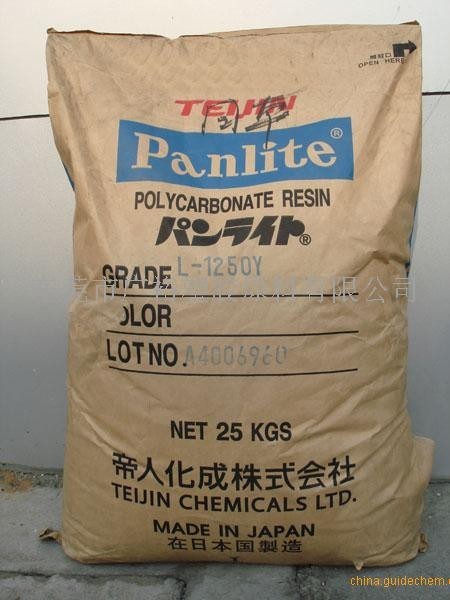 開封口
OPEN HERE
TEIJIN
Panlite®
POLYCARBONATE RESIN
パンライト®
GRADE L-1250Y
COLOR
LOT NO. A4006960
NET 25 KGS
帝人化成株式会社
TEIJIN CHEMICALS LTD.
MADE IN JAPAN
在日本国製造
china.guidechem.com